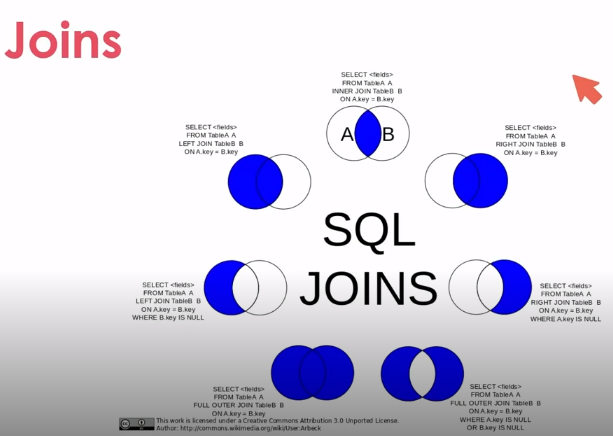 Joins
SELECT <fields>
FROM TableA A
INNER JOIN TableB B
ON A.key = B.key
A B
SELECT <fields>
FROM TableA A
LEFT JOIN TableB B
ON A.key = B.key
SELECT <fields>
FROM TableA A
RIGHT JOIN TableB B
ON A.key = B.key
SQL
JOINS
SELECT <fields>
FROM TableA A
LEFT JOIN TableB B
ON A.key = B.key
WHERE B.key IS NULL
SELECT <fields>
FROM TableA A
RIGHT JOIN TableB B
ON A.key = B.key
WHERE A.key IS NULL
SELECT <fields>
FROM TableA A
FULL OUTER JOIN TableB B
ON A.key = B.key
SELECT <fields>
FROM TableA A
FULL OUTER JOIN TableB B
ON A.key = B.key
WHERE A.key IS NULL
OR B.key IS NULL
This work is licensed under a Creative Commons Attribution 3.0 Unported License.
Author: http://commons.wikimedia.org/wiki/User:Arbeck